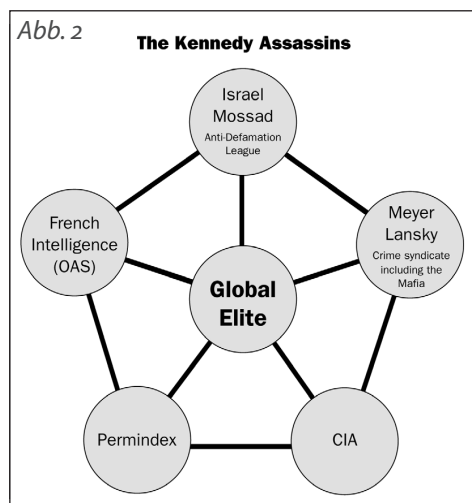 Abb. 2
The Kennedy Assassins
Israel
Mossad
Anti-Defamation
League
French
Intelligence
(OAS)
Meyer
Lansky
Crime syndicate
including the
Mafia
Global
Elite
Permindex
CIA